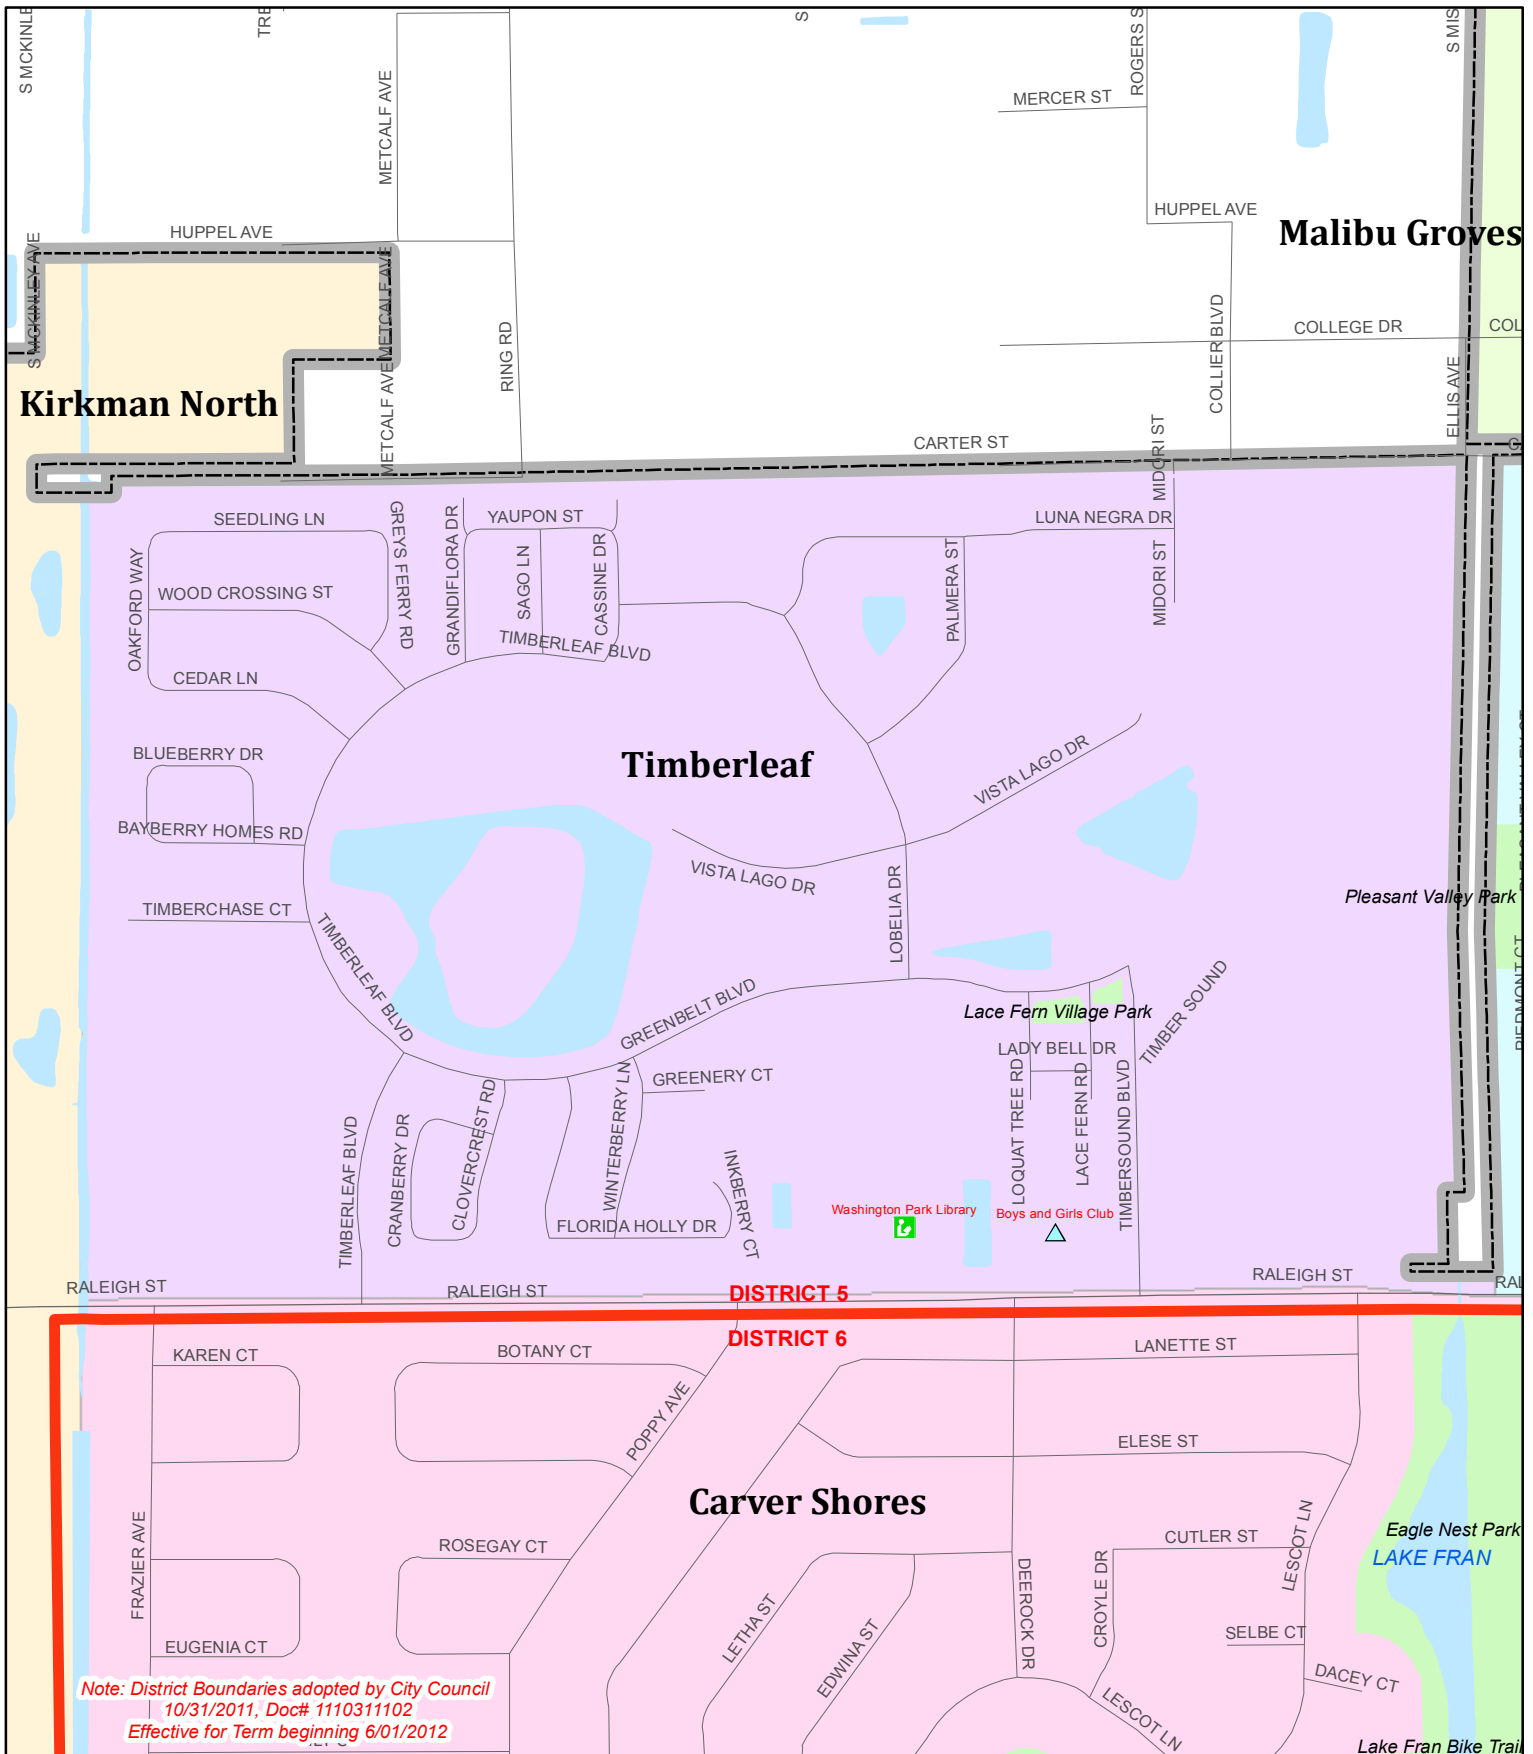 S MCKINLE
TRE
S
ROGERS S
S MIS
METCALF AVE
MERCER ST
HUPPEL AVE
HUPPEL AVE
Malibu Groves
S MCKINLEY AVE
METCALF AVE
RING RD
COLLIER BLVD
COLLEGE DR
COL
Kirkman North
METCALF AVE
ELLIS AVE
CARTER ST
MIDORI ST
SEEDLING LN
GREYS FERRY RD
GRANDIFLORA DR
YAUPON ST
LUNA NEGRA DR
OAKFORD WAY
WOOD CROSSING ST
SAGO LN
CASSINE DR
PALMERA ST
MIDORI ST
TIMBERLEAF BLVD
CEDAR LN
BLUEBERRY DR
Timberleaf
VISTA LAGO DR
BAYBERRY HOMES RD
VISTA LAGO DR
Pleasant Valley Park
TIMBERCHASE CT
TIMBERLEAF BLVD
LOBELIA DR
PIEDMONT CT
GREENBELT BLVD
Lace Fern Village Park
TIMBER SOUND
LADY BELL DR
GREENERY CT
LOQUAT TREE RD
LACE FERN RD
TIMBERSOUND BLVD
TIMBERLEAF BLVD
CRANBERRY DR
CLOVERCREST RD
WINTERBERRY LN
INKBERRY CT
Washington Park Library
Boys and Girls Club
FLORIDA HOLLY DR
RALEIGH ST
RALEIGH ST
RALEIGH ST
RAL
DISTRICT 5
DISTRICT 6
KAREN CT
BOTANY CT
LANETTE ST
POPPY AVE
ELESE ST
Carver Shores
FRAZIER AVE
ROSEGAY CT
CUTLER ST
LESCOT LN
Eagle Nest Park
LAKE FRAN
LETHA ST
EDWINA ST
DEEROCK DR
CROYLE DR
EUGENIA CT
SELBE CT
DACEY CT
Note: District Boundaries adopted by City Council
10/31/2011, Doc# 1110311102
Effective for Term beginning 6/01/2012
LESCOT LN
Lake Fran Bike Trail